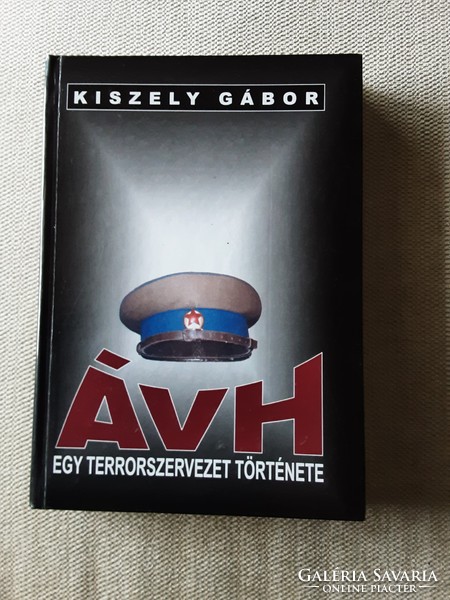 KISZELY GÁBOR
ÁVH
EGY TERRORSZERVEZET TÖRTÉNETE
GALÉRIA SAVARIA
ONLINE PIACTÉR